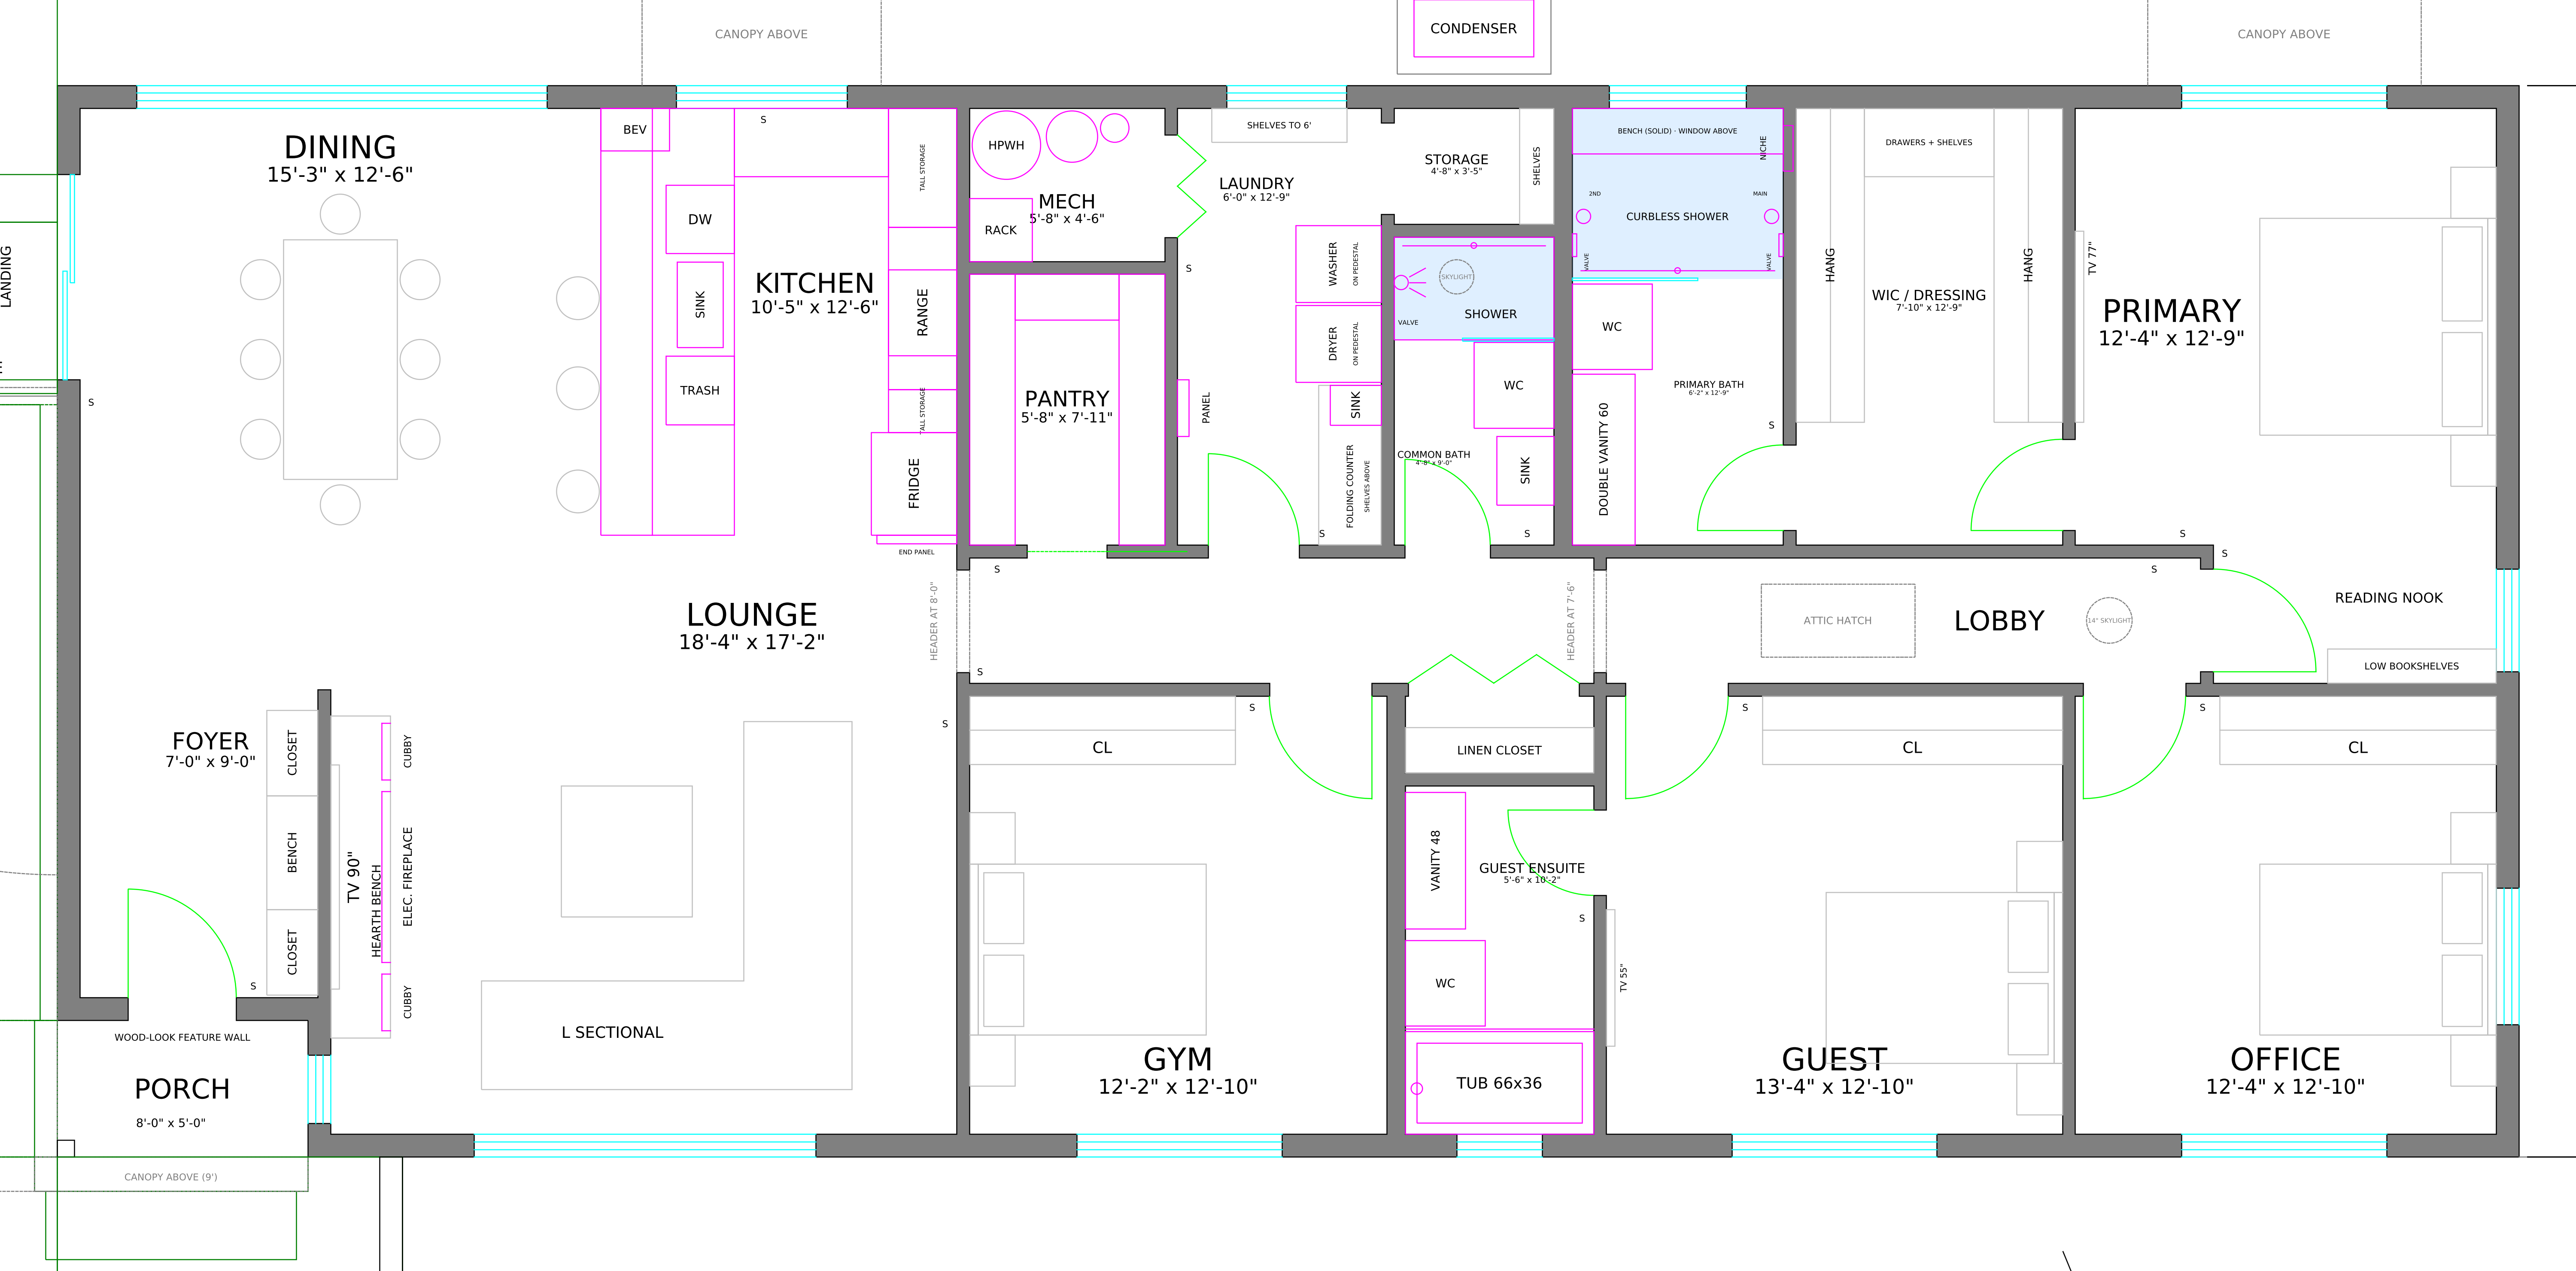 CANOPY ABOVE
CONDENSER
CANOPY ABOVE
DINING
15'-3" x 12'-6"
BEV
S
TALL STORAGE
HPWH
MECH
5'-8" x 4'-6"
RACK
SHELVES TO 6'
LAUNDRY
6'-0" x 12'-9"
STORAGE
4'-8" x 3'-5"
SHELVES
BENCH (SOLID) · WINDOW ABOVE
NICHE
2ND
MAIN
CURBLESS SHOWER
VALVE
VALVE
DRAWERS + SHELVES
HANG
HANG
WIC / DRESSING
7'-10" x 12'-9"
TV 77"
PRIMARY
12'-4" x 12'-9"
LANDING
DW
SINK
KITCHEN
10'-5" x 12'-6"
RANGE
TRASH
TALL STORAGE
FRIDGE
END PANEL
PANTRY
5'-8" x 7'-11"
S
PANEL
WASHER
ON PEDESTAL
DRYER
ON PEDESTAL
SINK
FOLDING COUNTER
SHELVES ABOVE
S
SKYLIGHT
SHOWER
VALVE
WC
COMMON BATH
4'-8" x 9'-0"
SINK
S
WC
DOUBLE VANITY 60
PRIMARY BATH
6'-2" x 12'-9"
S
S
S
S
S
S
LOUNGE
18'-4" x 17'-2"
HEADER AT 8'-0"
S
HEADER AT 7'-6"
ATTIC HATCH
LOBBY
14" SKYLIGHT
READING NOOK
LOW BOOKSHELVES
FOYER
7'-0" x 9'-0"
CLOSET
BENCH
CLOSET
S
TV 90"
HEARTH BENCH
CUBBY
ELEC. FIREPLACE
CUBBY
S
L SECTIONAL
CL
S
GYM
12'-2" x 12'-10"
LINEN CLOSET
VANITY 48
GUEST ENSUITE
5'-6" x 10'-2"
S
WC
TUB 66x36
S
CL
TV 55"
GUEST
13'-4" x 12'-10"
S
CL
OFFICE
12'-4" x 12'-10"
WOOD-LOOK FEATURE WALL
PORCH
8'-0" x 5'-0"
CANOPY ABOVE (9')